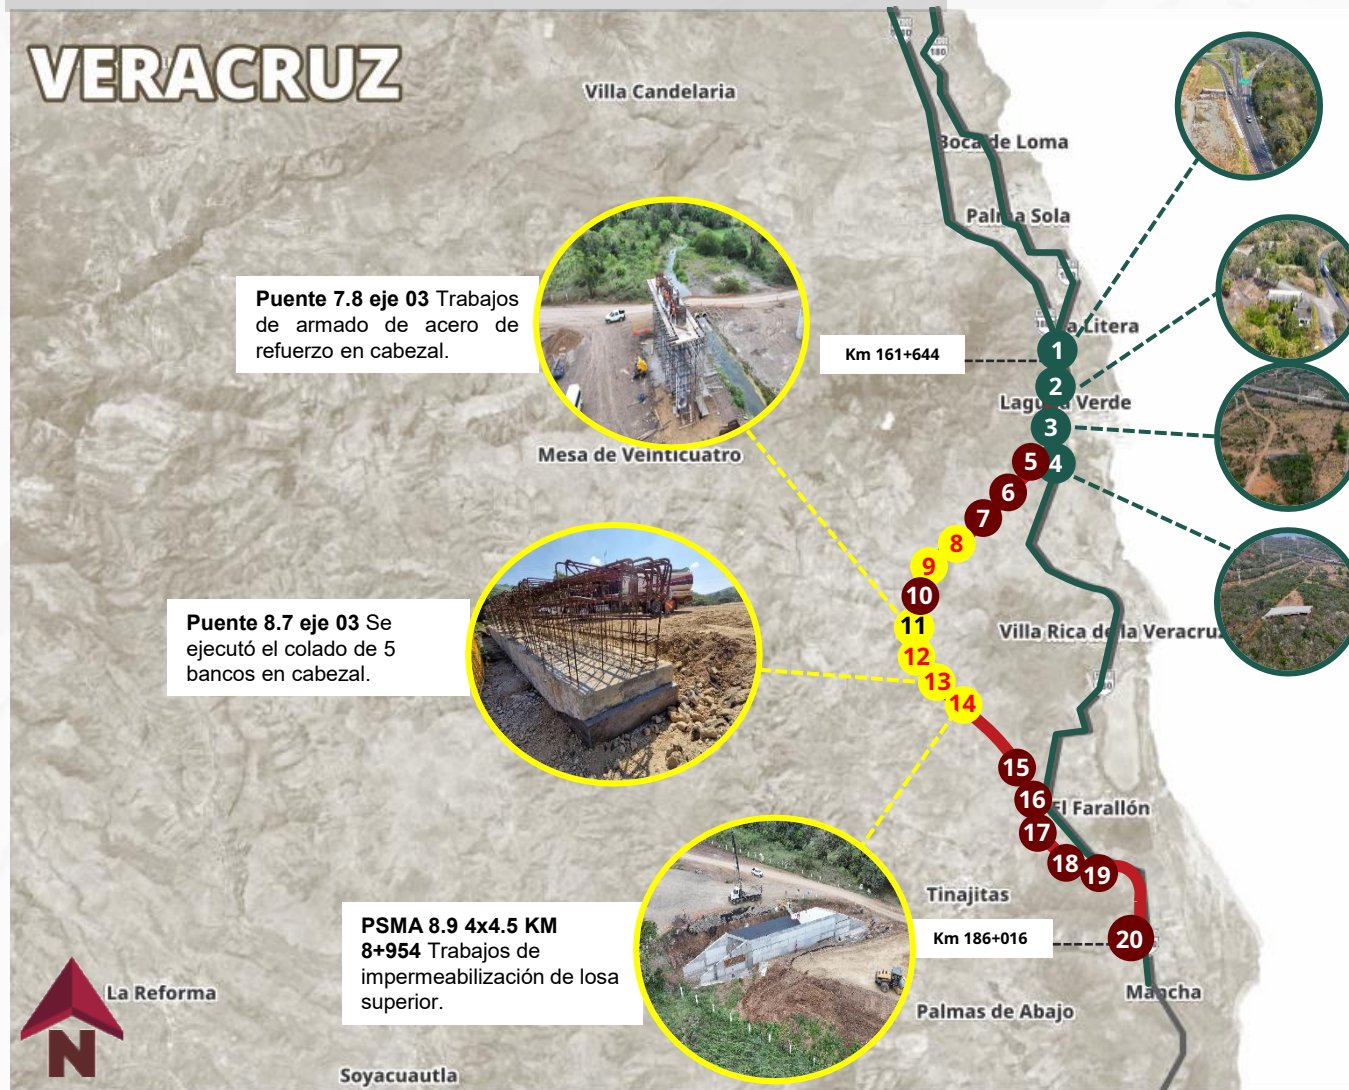 VERACRUZ
180
180
Villa Candelaria
Boca de Loma
Palma Sola
Puente 7.8 eje 03 Trabajos
de armado de acero de
refuerzo en cabezal.
La Litera
Km 161+644
1
2
Laguna Verde
3
Mesa de Veinticuatro
5
4
6
7
8
9
10
11
Puente 8.7 eje 03 Se
ejecutó el colado de 5
bancos en cabezal.
Villa Rica de la Veracruz
12
13
14
15
16
El Farallón
17
18
19
Tinajitas
PSMA 8.9 4x4.5 KM
8+954 Trabajos de
impermeabilización de losa
superior.
Km 186+016
20
La Reforma
Mancha
Palmas de Abajo
N
Soyacuautla